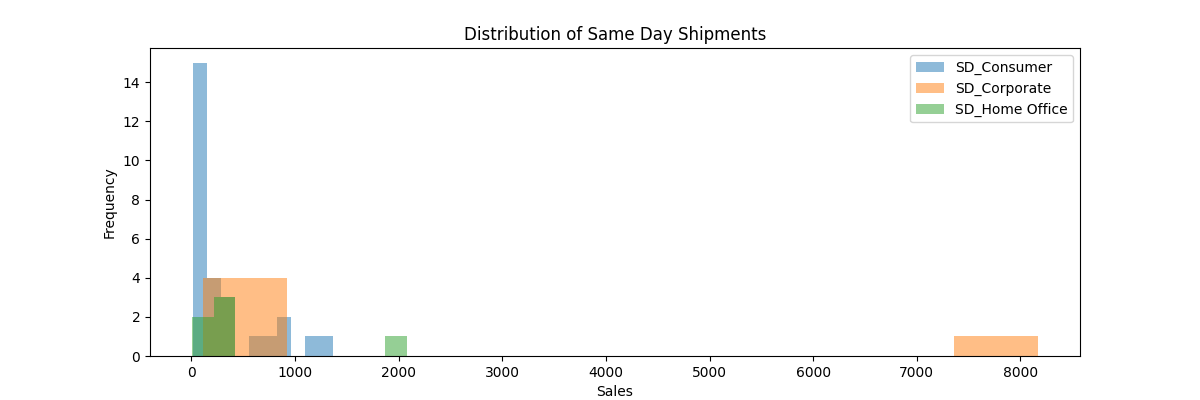 Distribution of Same Day Shipments
SD_Consumer
SD_Corporate
SD_Home Office
Frequency
14
12
10
8
6
4
2
0
0 1000 2000 3000 4000 5000 6000 7000 8000
Sales